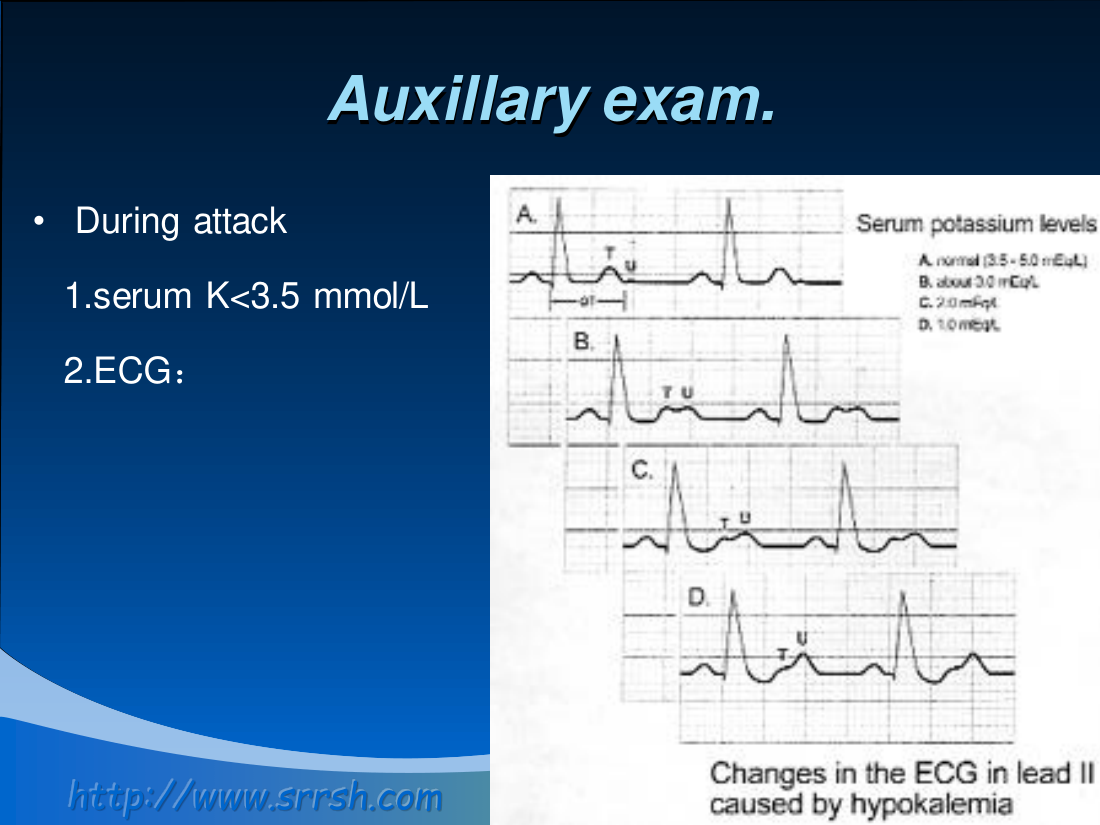 Auxillary exam.
• During attack
1.serum K<3.5 mmol/L
2.ECG：
A.
T
U
QT
Serum potassium levels
A. normal (3.5 - 5.0 mEq/L)
B. about 3.0 mEq/L
C. 2.0 mEq/L
D. 1.0 mEq/L
B.
T U
C.
T U
D.
T U
Changes in the ECG in lead II
caused by hypokalemia
http://www.srrsh.com